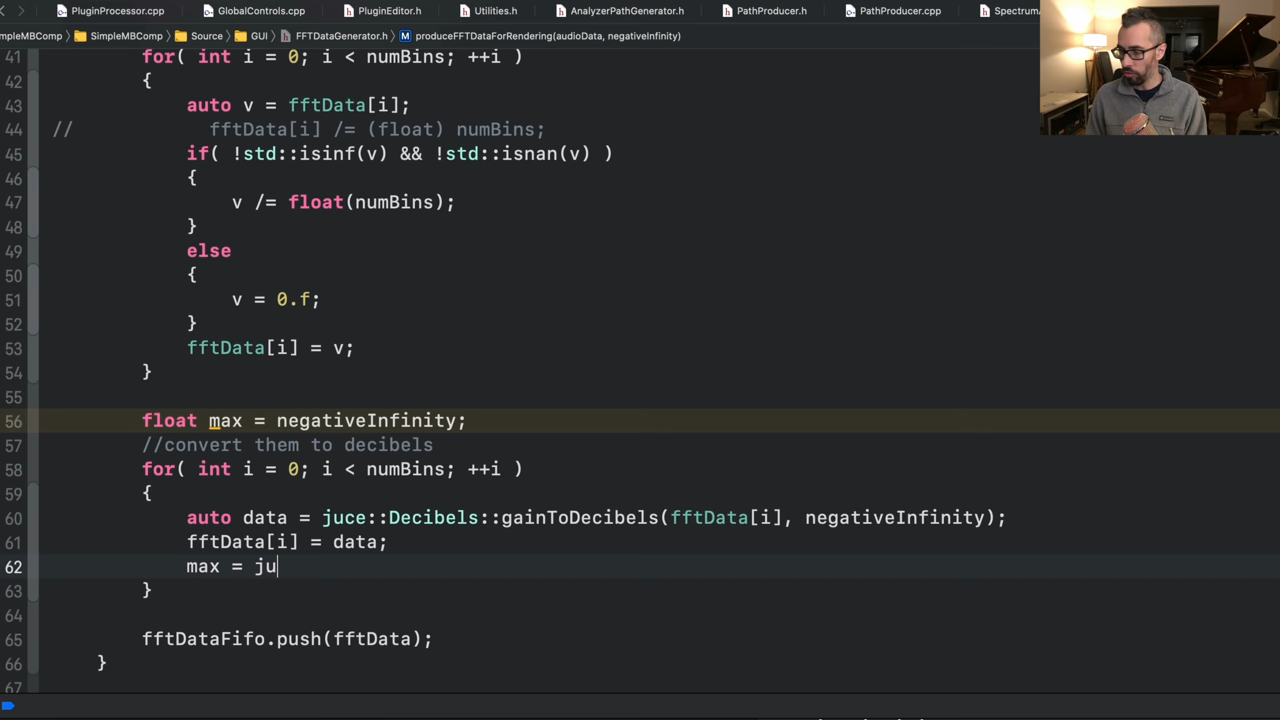 PluginProcessor.cpp GlobalControls.cpp PluginEditor.h Utilities.h AnalyzerPathGenerator.h PathProducer.h PathProducer.cpp Spectrum
mpleMBComp SimpleMBComp Source GUI FFTDataGenerator.h M produceFFTDataForRendering(audioData, negativeInfinity)
41 for( int i = 0; i < numBins; ++i )
42 {
43 auto v = fftData[i];
44 // fftData[i] /= (float) numBins;
45 if( !std::isinf(v) && !std::isnan(v) )
46 {
47 v /= float(numBins);
48 }
49 else
50 {
51 v = 0.f;
52 }
53 fftData[i] = v;
54 }
55
56 float max = negativeInfinity;
57 //convert them to decibels
58 for( int i = 0; i < numBins; ++i )
59 {
60 auto data = juce::Decibels::gainToDecibels(fftData[i], negativeInfinity);
61 fftData[i] = data;
62 max = ju
63 }
64
65 fftDataFifo.push(fftData);
66 }
67